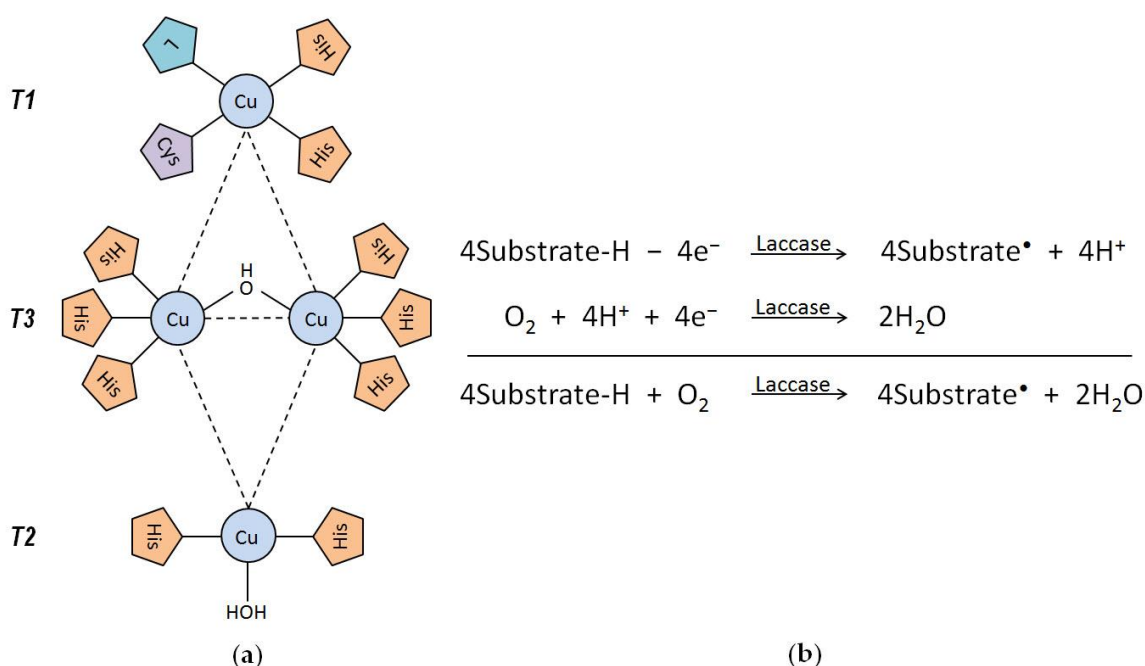 L
His
T1
Cu
Cys
His
His
His
H
O
T3
His
Cu
Cu
His
His
His
T2
His
Cu
His
HOH
(a)
4Substrate-H − 4e⁻ Laccase 4Substrate• + 4H⁺
O₂ + 4H⁺ + 4e⁻ Laccase 2H₂O
4Substrate-H + O₂ Laccase 4Substrate• + 2H₂O
(b)